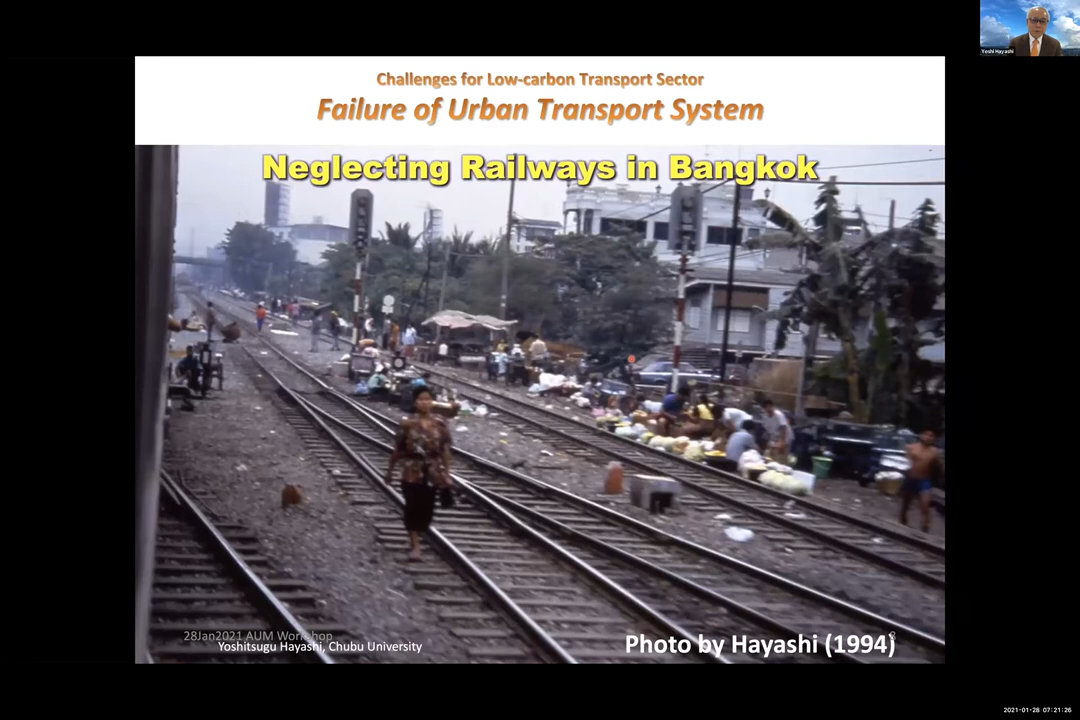 Yoshi Hayashi
Challenges for Low-carbon Transport Sector
Failure of Urban Transport System
Neglecting Railways in Bangkok
28Jan2021 AUM Workshop
Yoshitsugu Hayashi, Chubu University
Photo by Hayashi (1994)
2021-01-28 07:21:26